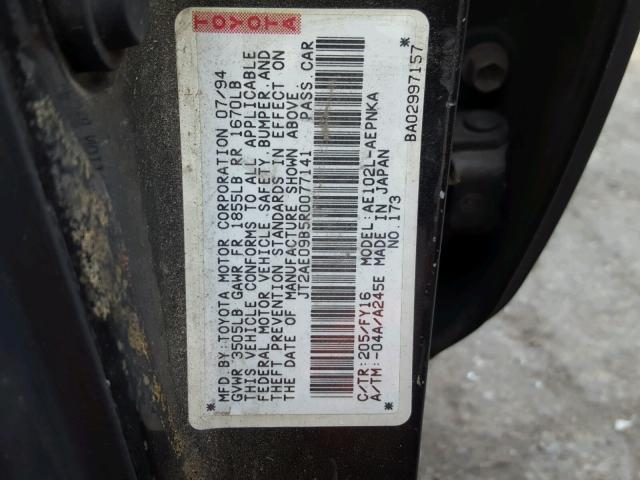 TOYOTA
MFD BY:TOYOTA MOTOR CORPORATION 07/94
GVWR 3505LB GAWR FR 1855LB RR 1670LB
THIS VEHICLE CONFORMS TO ALL APPLICABLE
FEDERAL MOTOR VEHICLE SAFETY, BUMPER,AND
THEFT PREVENTION STANDARDS IN EFFECT ON
THE DATE OF MANUFACTURE SHOWN ABOVE.
JT2AE09B5R0077141 PASS.CAR
C/TR:205/FY16 MODEL:AE102L-AEPNKA
A/TM:-04A/A245E MADE IN JAPAN
NO.173
*BA02997157*